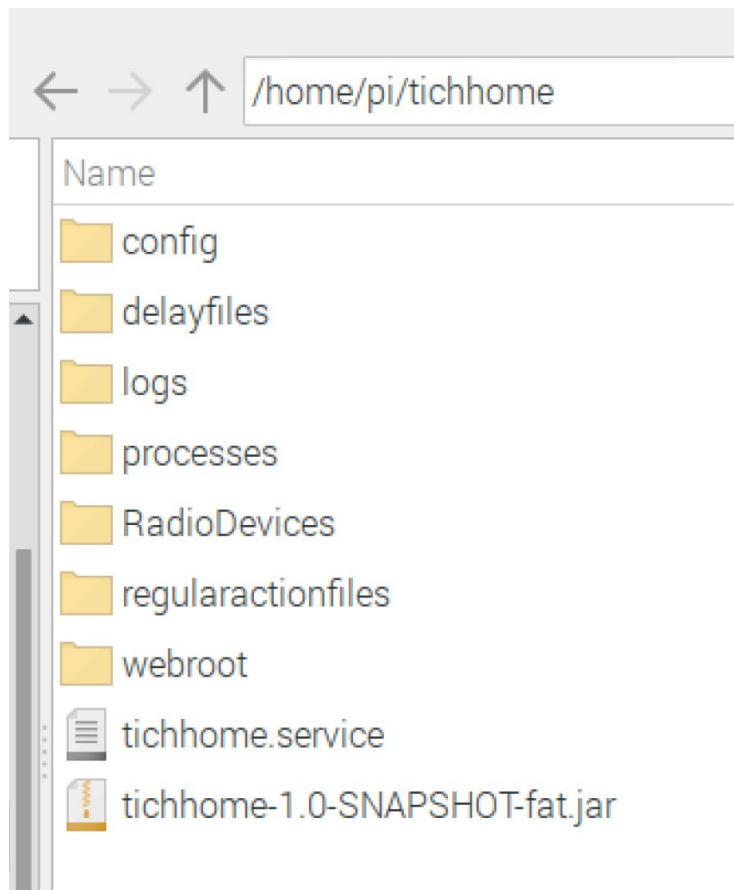 /home/pi/tichhome
Name
config
delayfiles
logs
processes
RadioDevices
regularactionfiles
webroot
tichhome.service
tichhome-1.0-SNAPSHOT-fat.jar